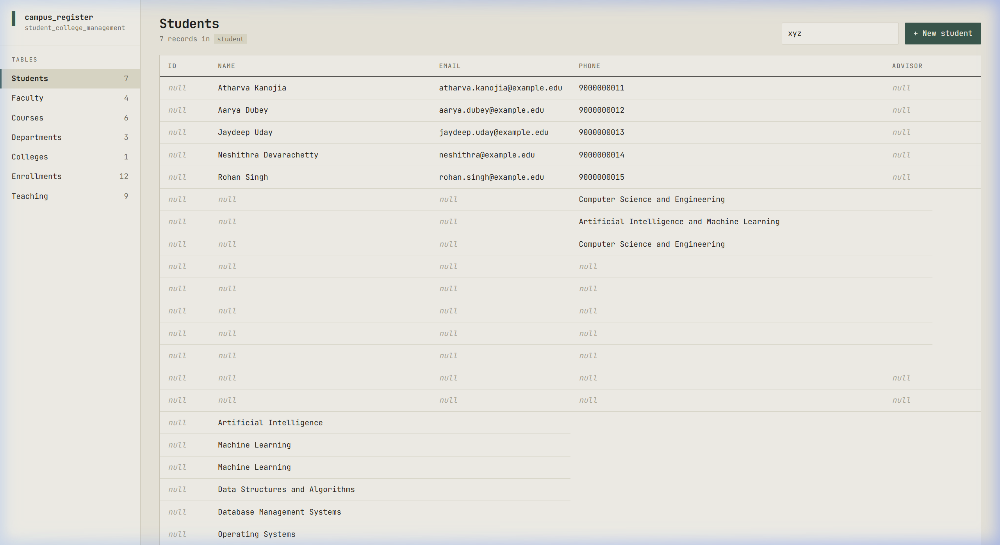 campus_register
student_college_management
TABLES
Students 7
Faculty 4
Courses 6
Departments 3
Colleges 1
Enrollments 12
Teaching 9
Students
7 records in student
xyz
+ New student
ID NAME EMAIL PHONE ADVISOR
null Atharva Kanojia atharva.kanojia@example.edu 9000000011 null
null Aarya Dubey aarya.dubey@example.edu 9000000012 null
null Jaydeep Uday jaydeep.uday@example.edu 9000000013 null
null Neshithra Devarachetty neshithra@example.edu 9000000014 null
null Rohan Singh rohan.singh@example.edu 9000000015 null
null null null Computer Science and Engineering
null null null Artificial Intelligence and Machine Learning
null null null Computer Science and Engineering
null null null null
null null null null
null null null null
null null null null
null null null null
null null null null null
null null null null null
null Artificial Intelligence
null Machine Learning
null Machine Learning
null Data Structures and Algorithms
null Database Management Systems
null Operating Systems